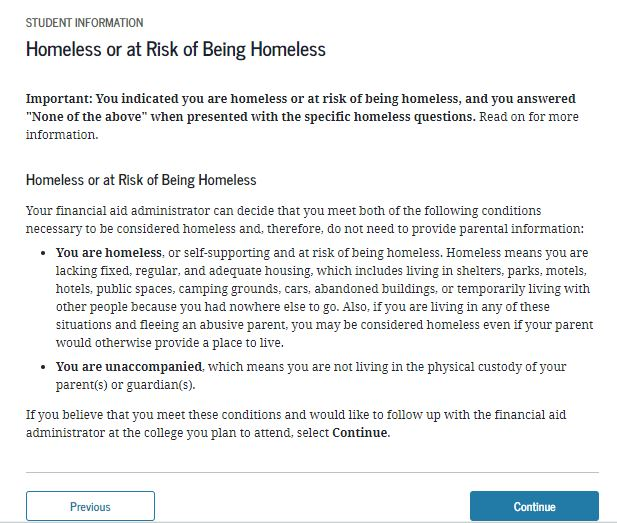 STUDENT INFORMATION
Homeless or at Risk of Being Homeless
Important: You indicated you are homeless or at risk of being homeless, and you answered
"None of the above" when presented with the specific homeless questions. Read on for more
information.
Homeless or at Risk of Being Homeless
Your financial aid administrator can decide that you meet both of the following conditions
necessary to be considered homeless and, therefore, do not need to provide parental information:
• You are homeless, or self-supporting and at risk of being homeless. Homeless means you are
lacking fixed, regular, and adequate housing, which includes living in shelters, parks, motels,
hotels, public spaces, camping grounds, cars, abandoned buildings, or temporarily living with
other people because you had nowhere else to go. Also, if you are living in any of these
situations and fleeing an abusive parent, you may be considered homeless even if your parent
would otherwise provide a place to live.
• You are unaccompanied, which means you are not living in the physical custody of your
parent(s) or guardian(s).
If you believe that you meet these conditions and would like to follow up with the financial aid
administrator at the college you plan to attend, select Continue.
Previous
Continue